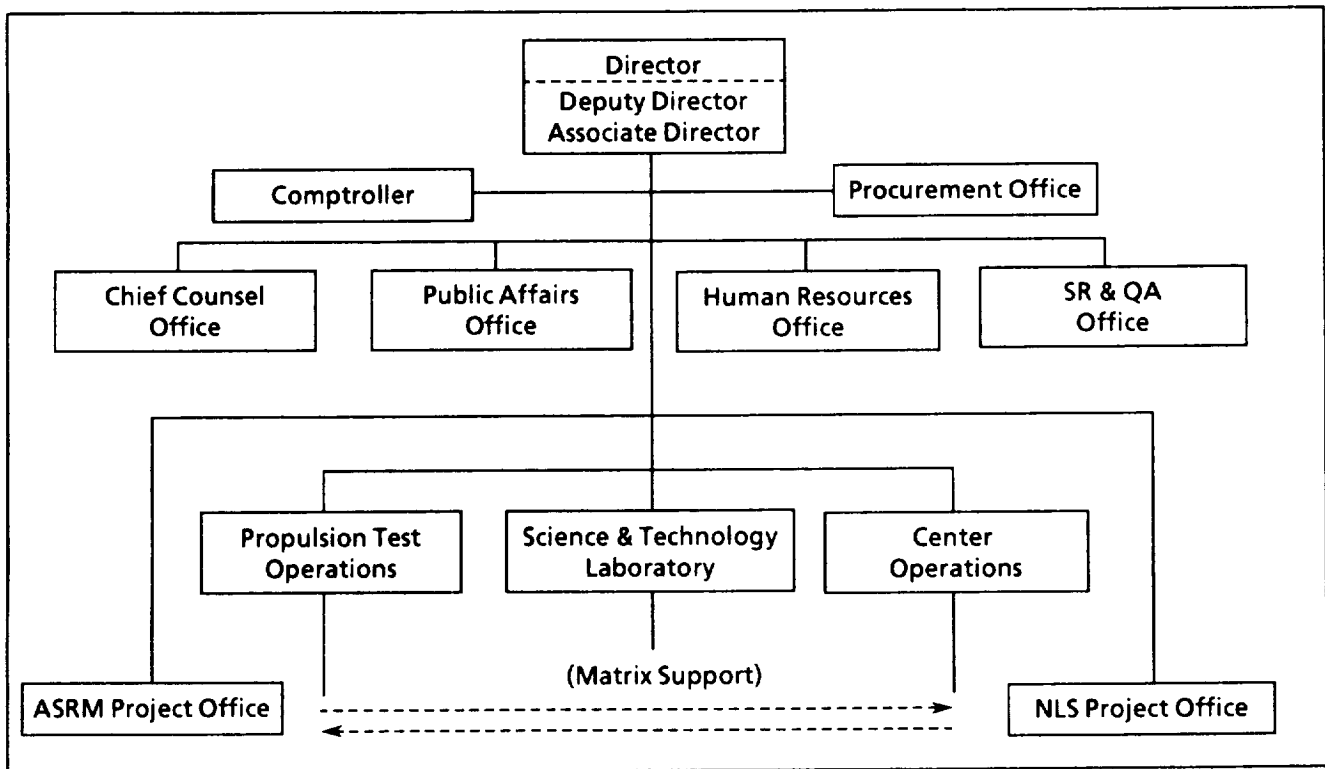 Director
Deputy Director
Associate Director
Comptroller
Procurement Office
Chief Counsel
Office
Public Affairs
Office
Human Resources
Office
SR & QA
Office
Propulsion Test
Operations
Science & Technology
Laboratory
Center
Operations
(Matrix Support)
ASRM Project Office
NLS Project Office